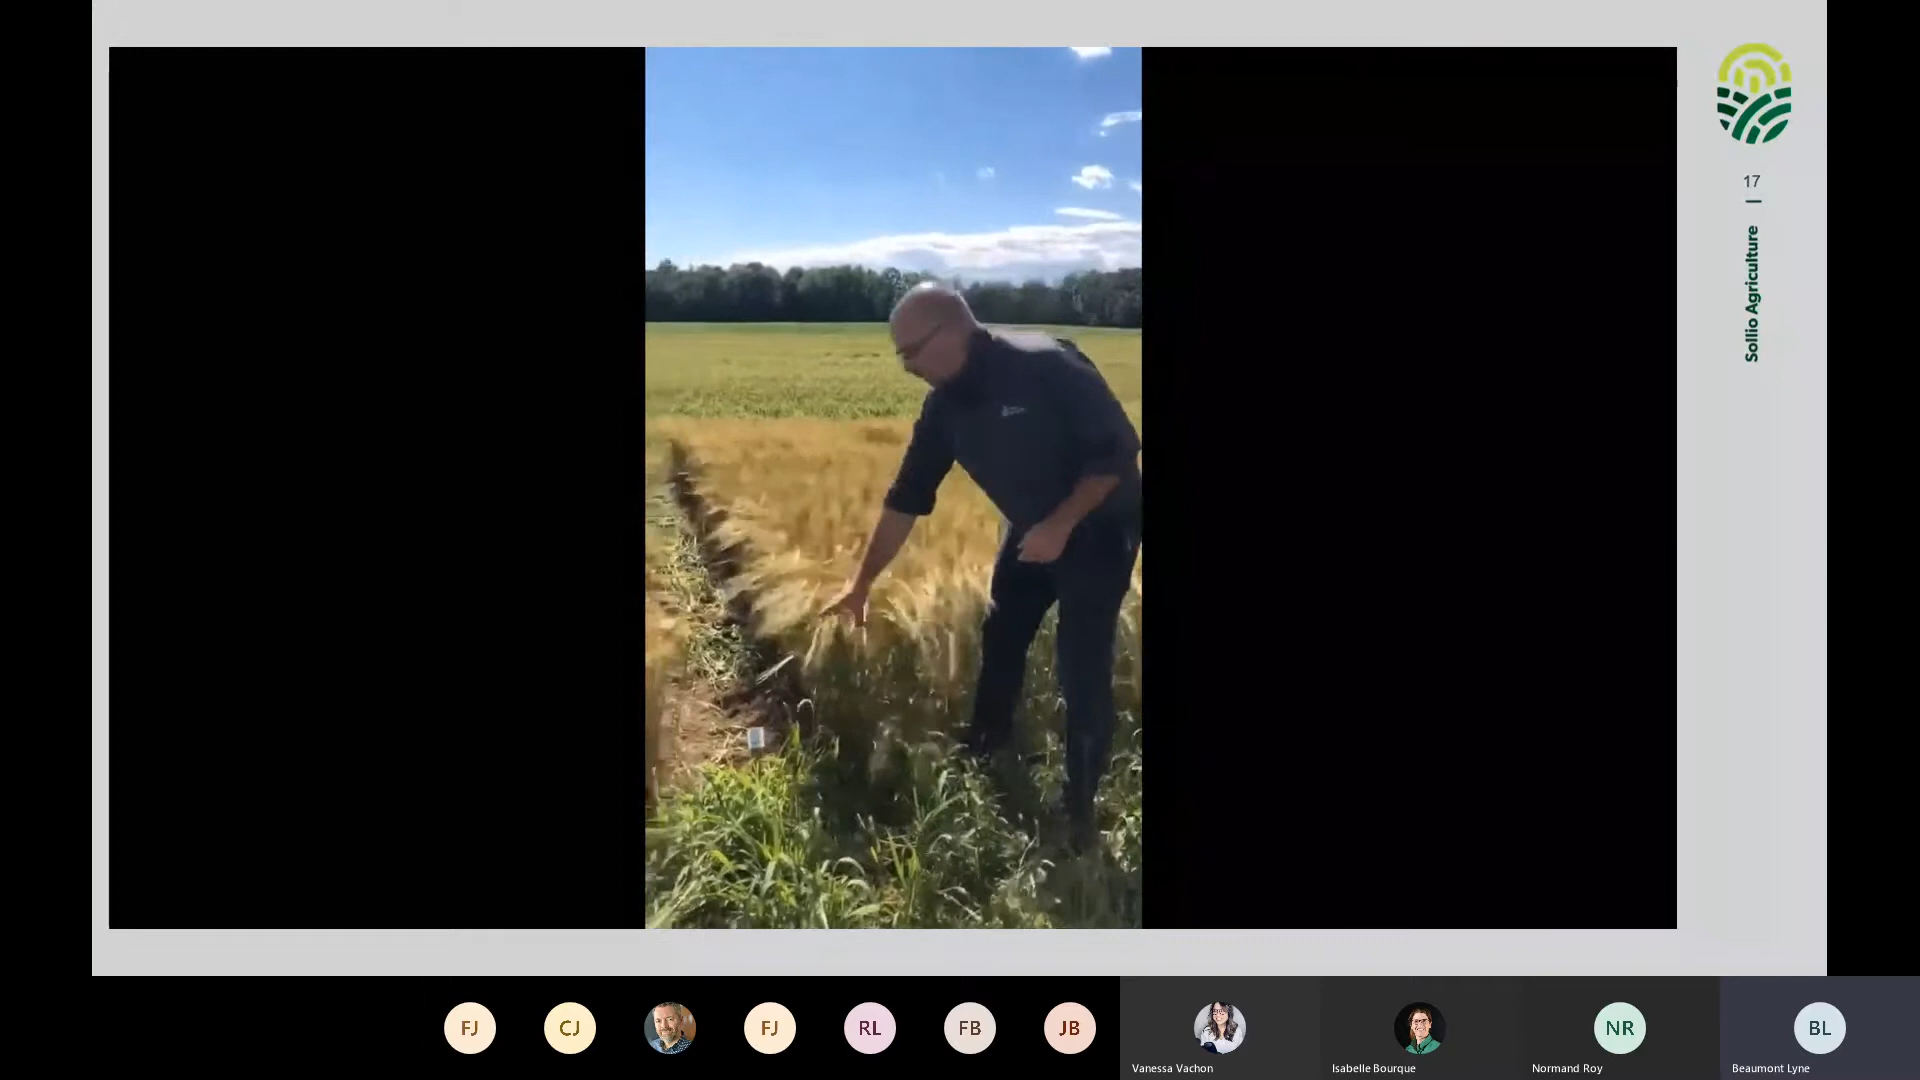 17
Sollio Agriculture
FJ
CJ
FJ
RL
FB
JB
Vanessa Vachon
Isabelle Bourque
NR
Normand Roy
BL
Beaumont Lyne